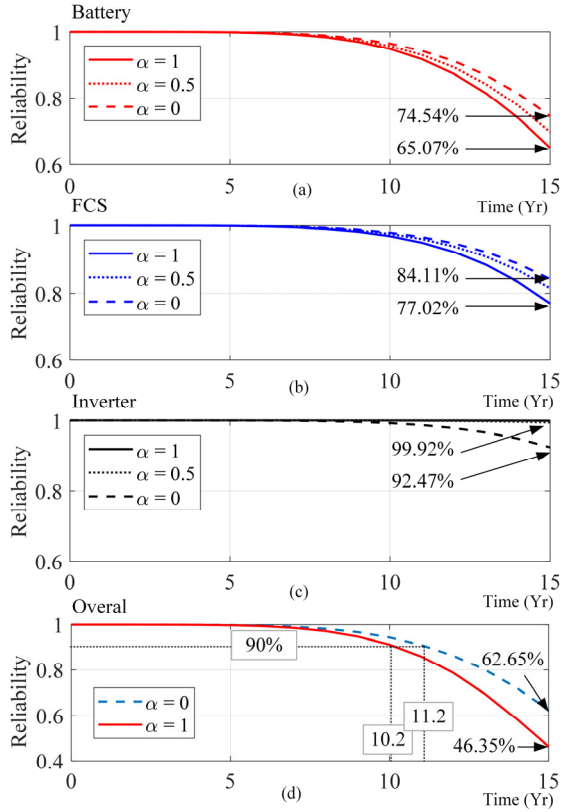 Battery
1
0.8
0.6
Reliability
α = 1
α = 0.5
α = 0
74.54%
65.07%
0
5
10
15
(a)
Time (Yr)
FCS
1
0.8
0.6
Reliability
α − 1
α = 0.5
α = 0
84.11%
77.02%
0
5
10
15
(b)
Time (Yr)
Inverter
1
0.8
0.6
Reliability
α = 1
α = 0.5
α = 0
99.92%
92.47%
0
5
10
15
(c)
Time (Yr)
Overal
1
0.8
0.6
0.4
Reliability
90%
α = 0
α = 1
62.65%
11.2
10.2
46.35%
0
5
10
15
(d)
Time (Yr)